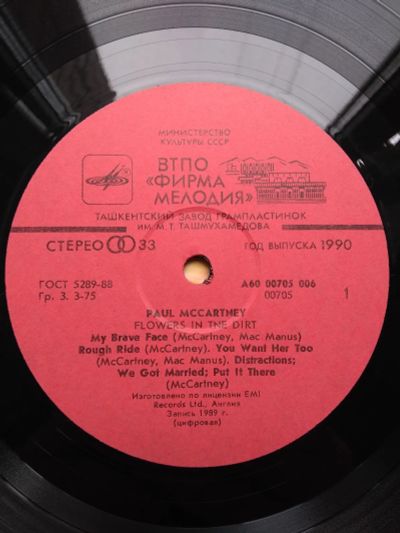 МИНИСТЕРСТВО
КУЛЬТУРЫ СССР
ВТПО
«ФИРМА
МЕЛОДИЯ»
ТАШКЕНТСКИЙ ЗАВОД ГРАМПЛАСТИНОК
ИМ. М. Т. ТАШМУХАМЕДОВА
СТЕРЕО 33
ГОД ВЫПУСКА 1990
ГОСТ 5289-88
Гр. 3. 3-75
А60 00705 006
00705
1
PAUL MCCARTNEY
FLOWERS IN TNE DIRT
My Brave Face (McCartney, Mac Manus)
Rough Ride (McCartney). You Want Her Too
(McCartney, Mac Manus). Distractions;
We Got Married; Put It There
(McCartney)
Изготовлено по лицензии EMI
Records Ltd., Англия
Запись 1989 г.
(цифровая)